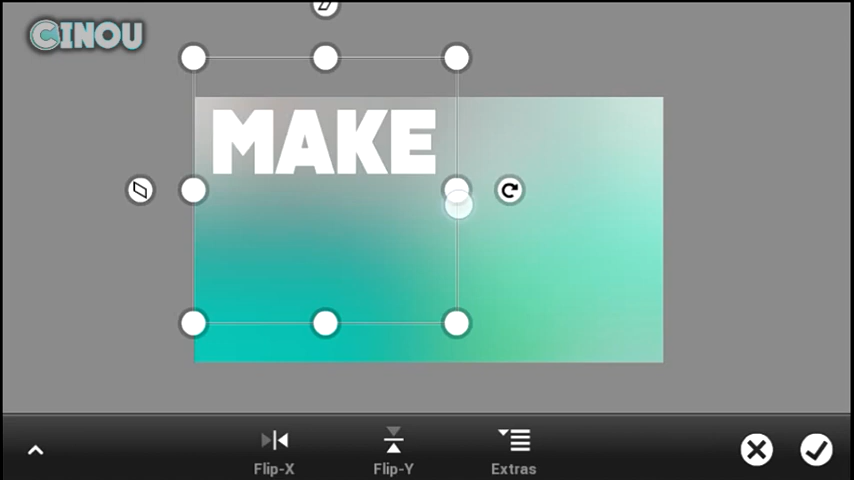 CINOU
MAKE
Flip-X
Flip-Y
Extras